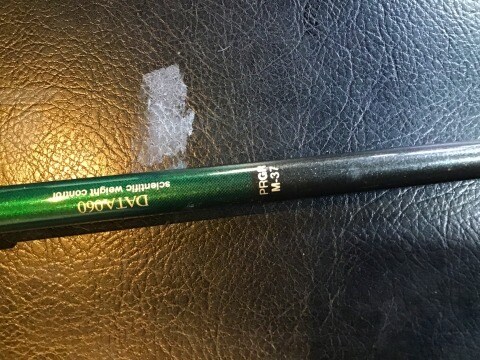 DATA060
scientific weight control
PRGR
M-37